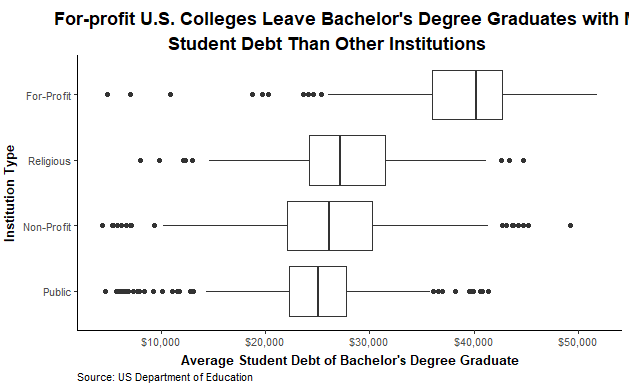 For-profit U.S. Colleges Leave Bachelor's Degree Graduates with
Student Debt Than Other Institutions
Institution Type
For-Profit
Religious
Non-Profit
Public
$10,000
$20,000
$30,000
$40,000
$50,000
Average Student Debt of Bachelor's Degree Graduate
Source: US Department of Education